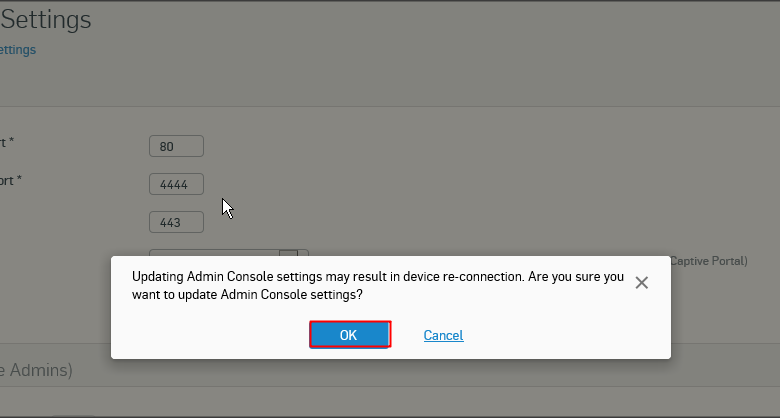 Settings
ettings
rt *
80
ort *
4444
443
Captive Portal)
Updating Admin Console settings may result in device re-connection. Are you sure you
want to update Admin Console settings?
OK
Cancel
e Admins)